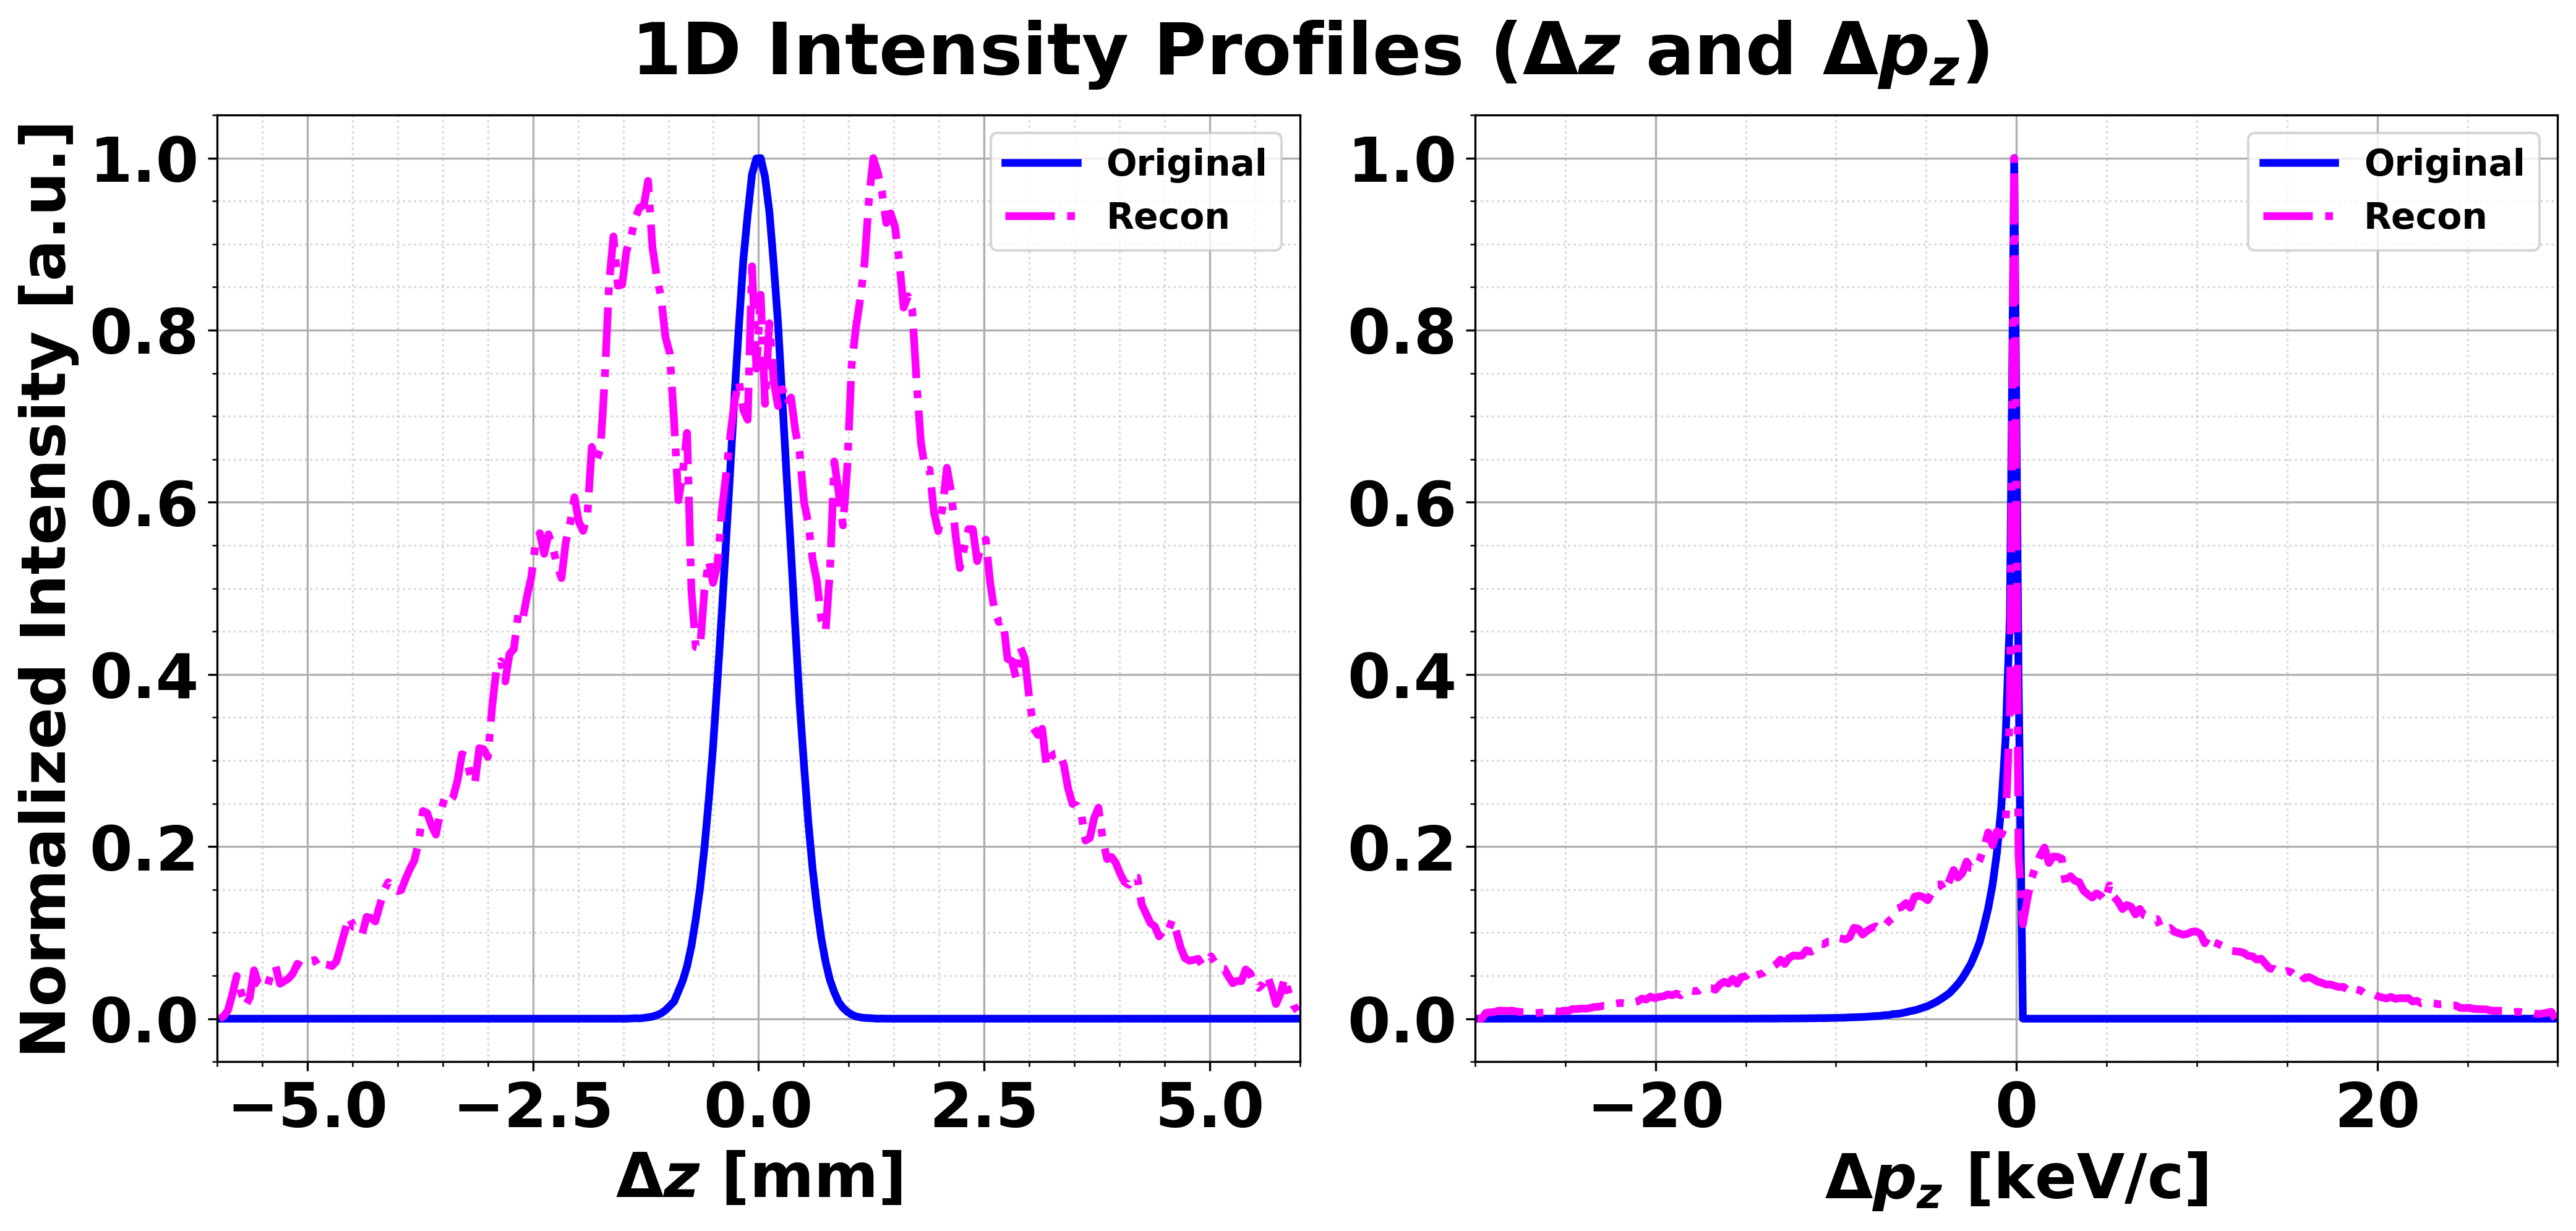 1D Intensity Profiles (Δz and Δp_z)
Normalized Intensity [a.u.]
1.0
0.8
0.6
0.4
0.2
0.0
−5.0 −2.5 0.0 2.5 5.0
Δz [mm]
Original
Recon
1.0
0.8
0.6
0.4
0.2
0.0
−20 0 20
Δp_z [keV/c]
Original
Recon